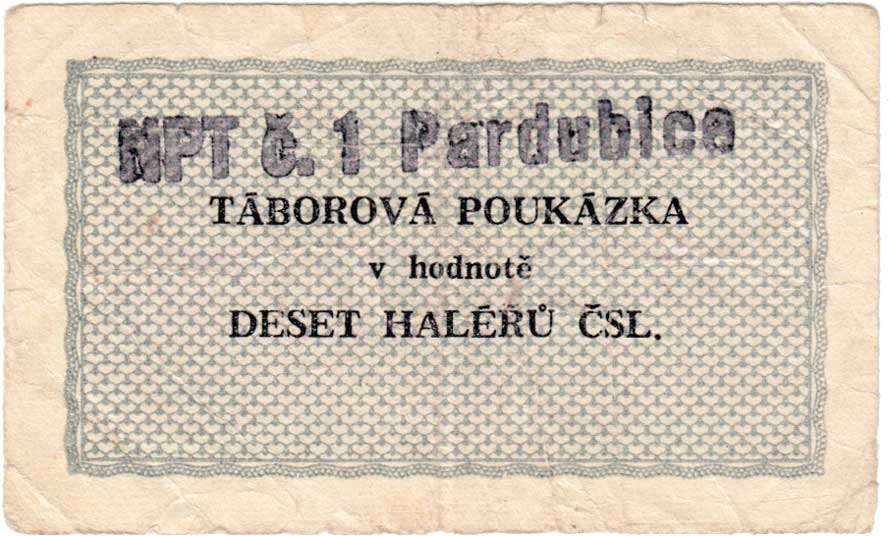 NPT č. 1 Pardubice
TÁBOROVÁ POUKÁZKA
v hodnotě
DESET HALÉŘŮ ČSL.